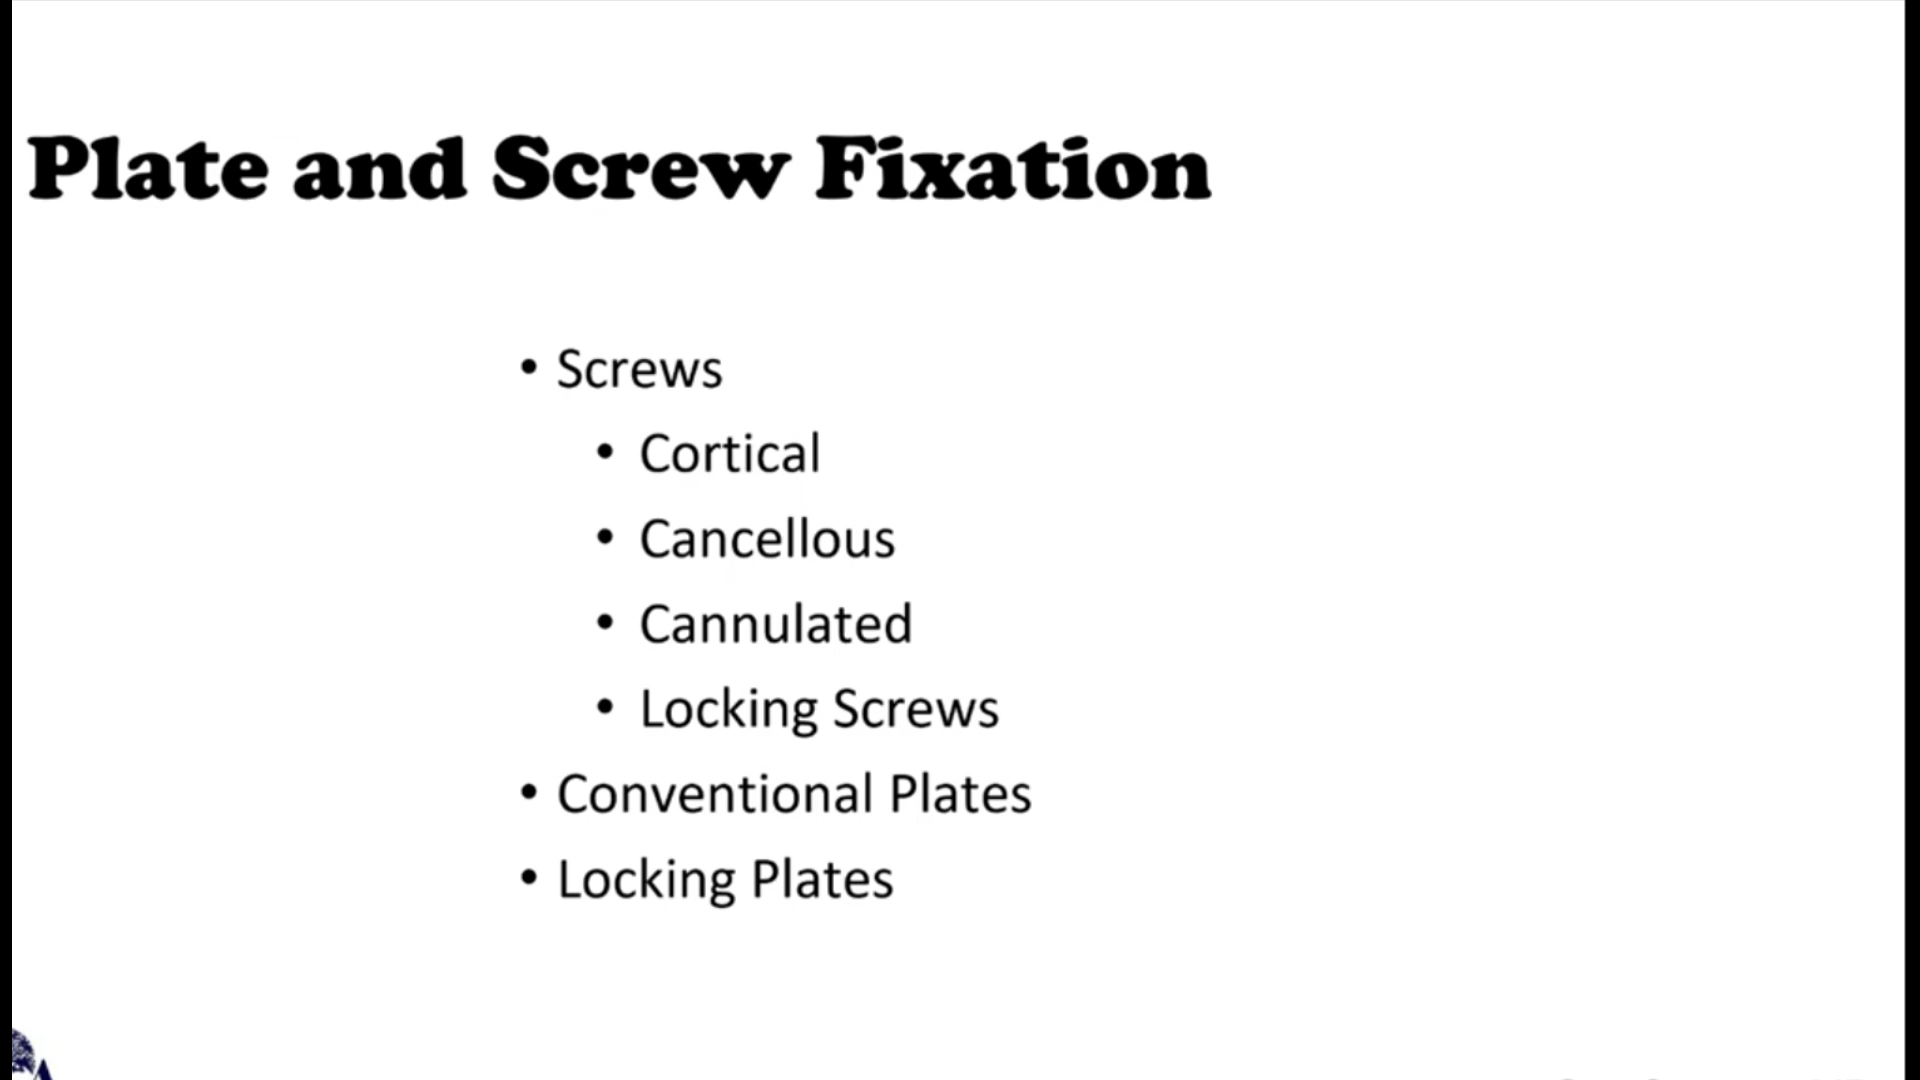 Plate and Screw Fixation
• Screws
• Cortical
• Cancellous
• Cannulated
• Locking Screws
• Conventional Plates
• Locking Plates